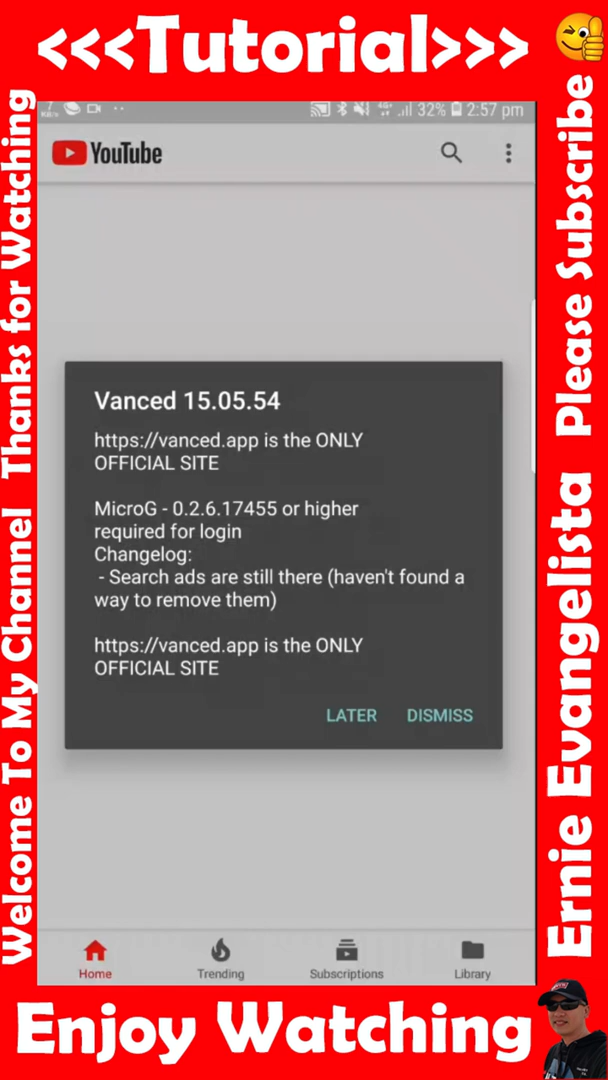 <<<Tutorial>>>
32% 2:57 pm
YouTube
Vanced 15.05.54
https://vanced.app is the ONLY
OFFICIAL SITE
MicroG - 0.2.6.17455 or higher
required for login
Changelog:
- Search ads are still there (haven't found a
way to remove them)
https://vanced.app is the ONLY
OFFICIAL SITE
LATER DISMISS
Home Trending Subscriptions Library
Welcome To My Channel Thanks for Watching
Ernie Evangelista Please Subscribe
Enjoy Watching